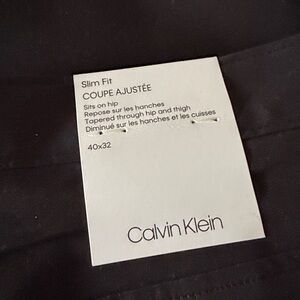 Slim Fit
COUPE AJUSTÉE
Sits on hip
Repose sur les hanches
Tapered through hip and thigh
Diminué sur les hanches et les cuisses
40x32
Calvin Klein